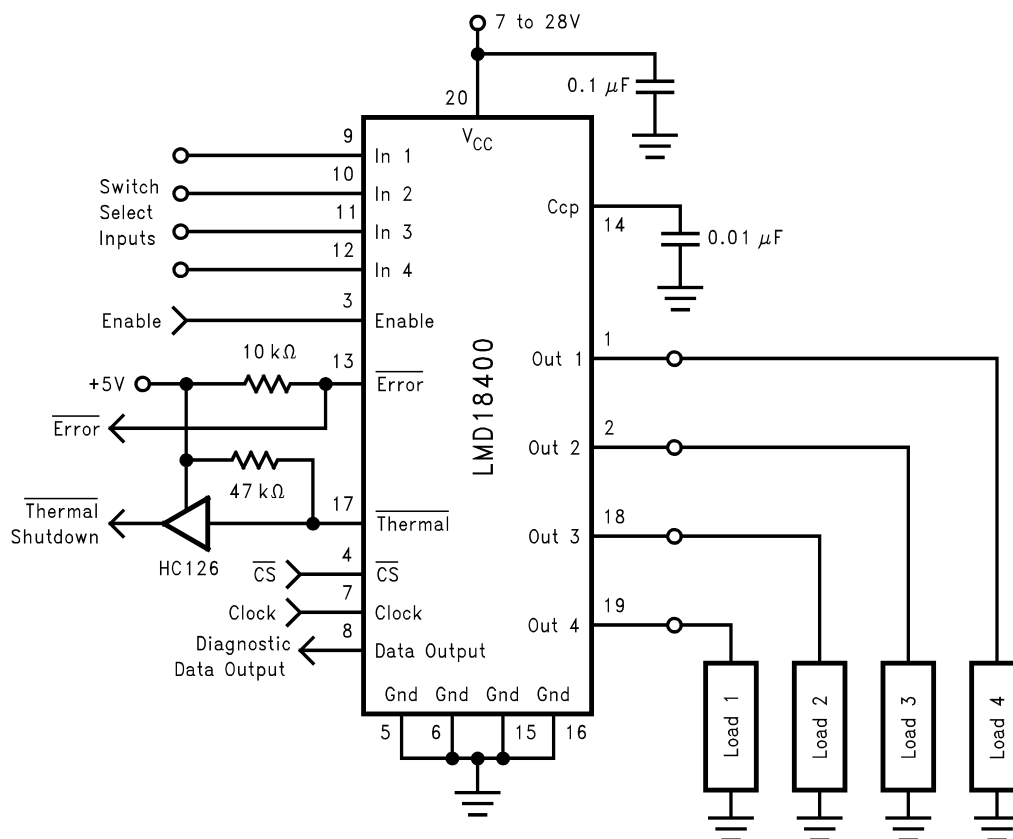 7 to 28V
0.1 μF
20
VCC
9
In 1
10
In 2
11
In 3
12
In 4
Switch
Select
Inputs
Ccp
14
0.01 μF
3
Enable
Enable
10 kΩ
13
+5V
Error
Error
47 kΩ
17
Thermal
Thermal
Shutdown
HC126
4
CS
CS
7
Clock
Clock
8
Diagnostic
Data Output
Data Output
LMD18400
1
Out 1
2
Out 2
18
Out 3
19
Out 4
Gnd Gnd Gnd Gnd
5 6 15 16
Load 1
Load 2
Load 3
Load 4